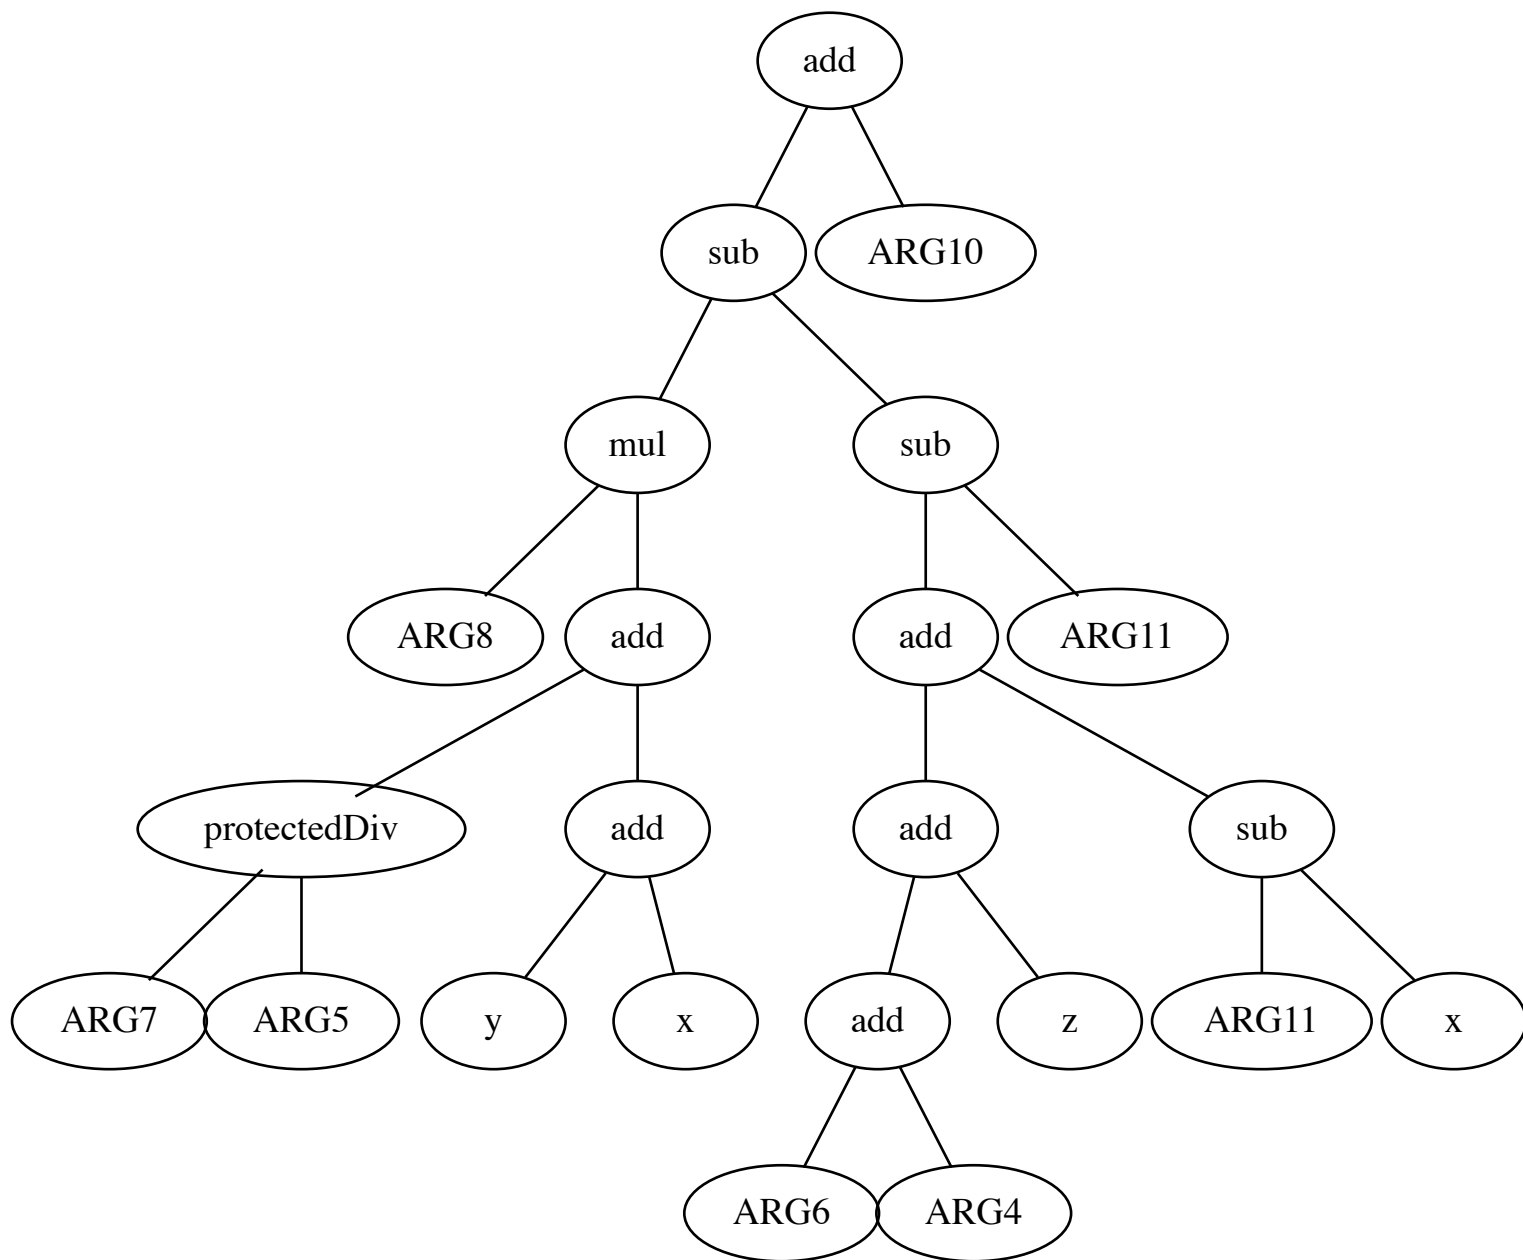 add
sub
ARG10
mul
sub
ARG8
add
add
ARG11
protectedDiv
add
add
sub
ARG7
ARG5
y
x
add
z
ARG11
x
ARG6
ARG4